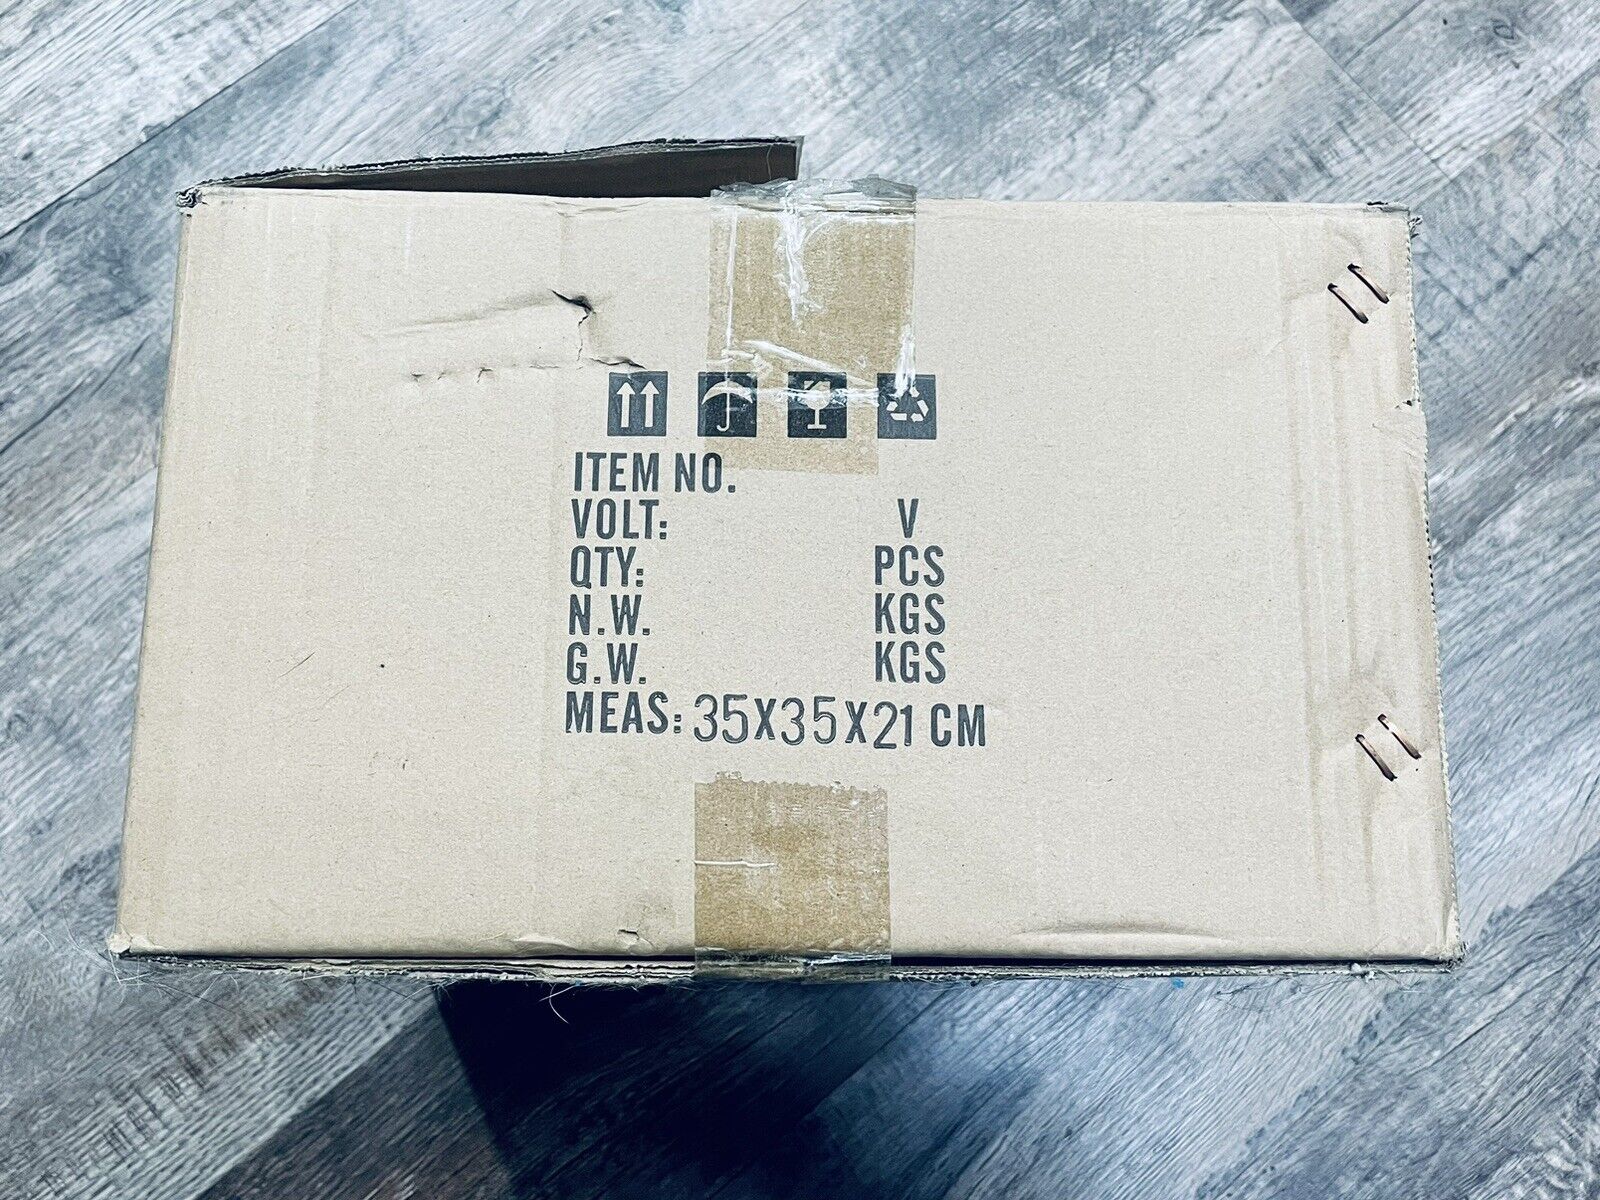 ITEM NO.
VOLT: V
QTY: PCS
N.W. KGS
G.W. KGS
MEAS: 35X35X21 CM